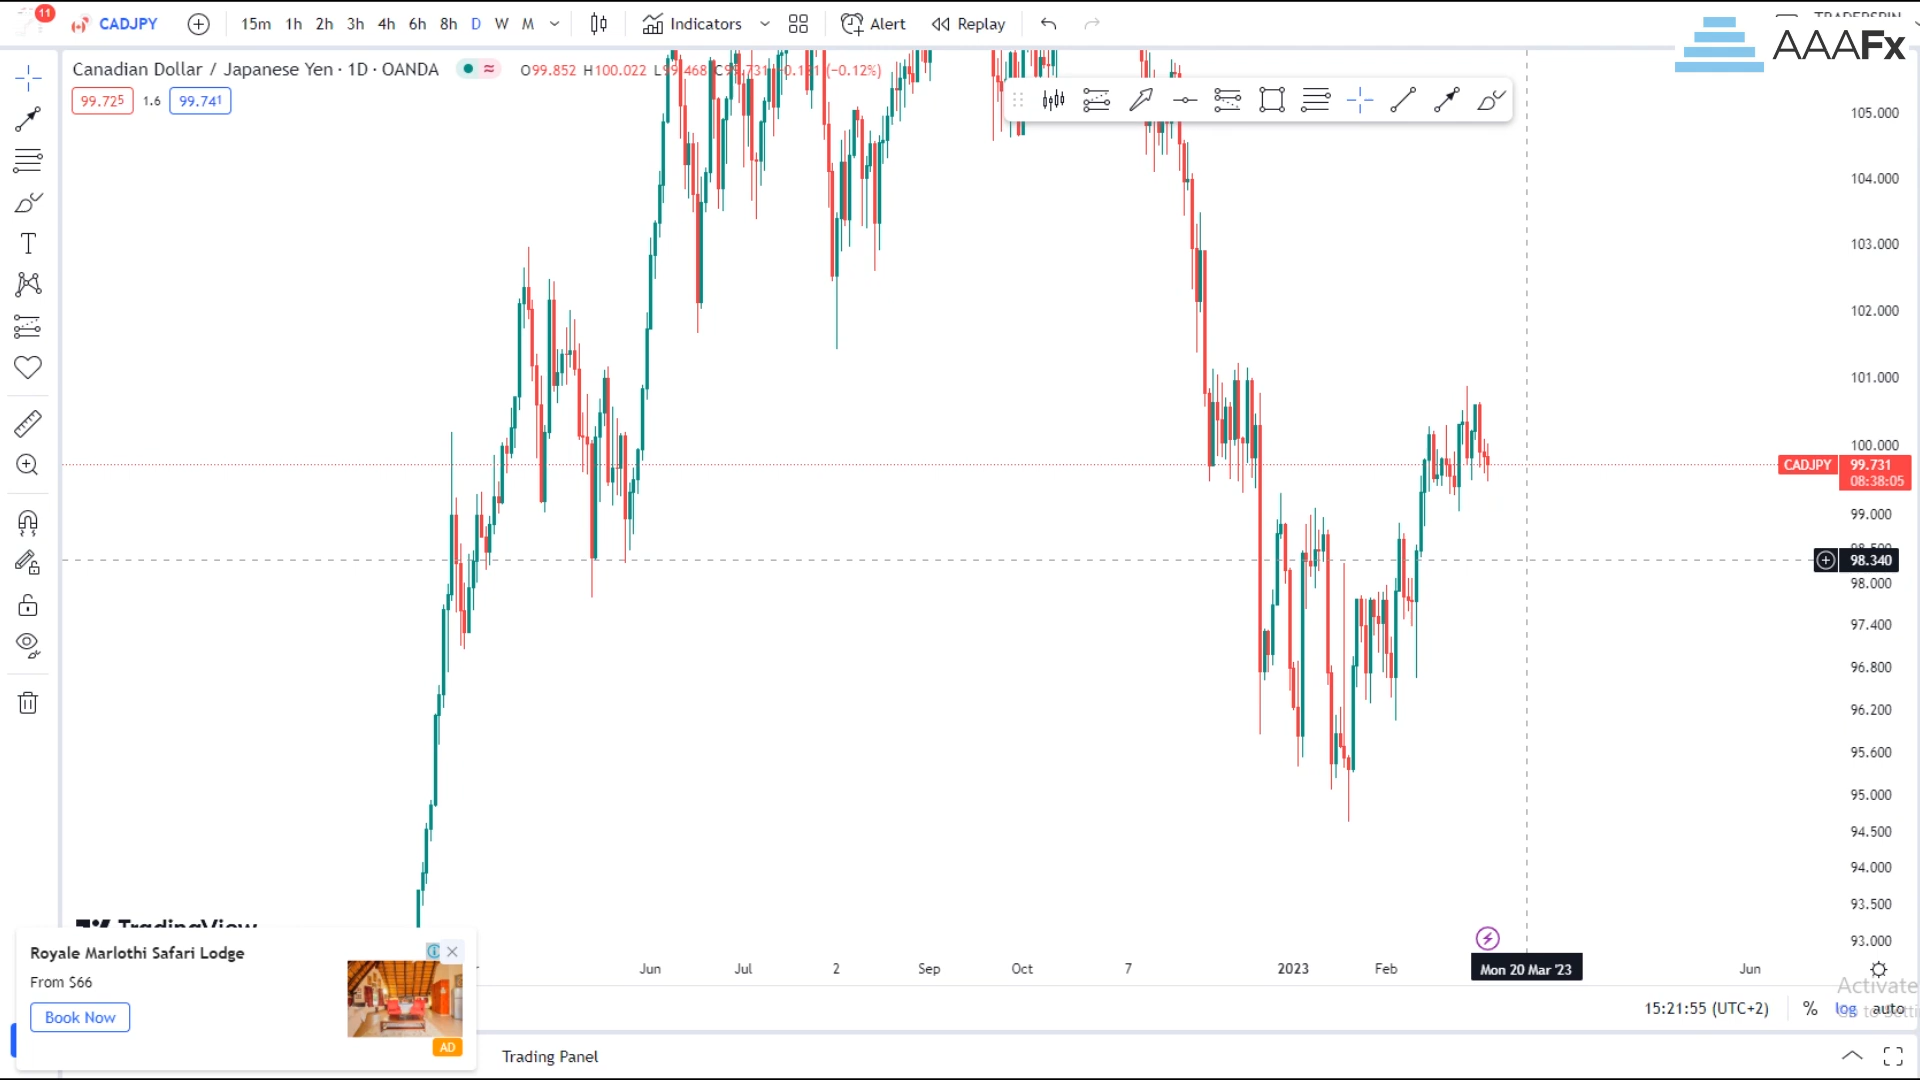 11
CADJPY
15m 1h 2h 3h 4h 6h 8h D W M
Indicators
Alert
Replay
AAAFx
Canadian Dollar / Japanese Yen · 1D · OANDA
99.725 1.6 99.741
105.000
104.000
103.000
102.000
101.000
100.000
CADJPY 99.731
08:38:05
99.000
98.340
98.000
97.400
96.800
96.200
95.600
95.000
94.500
94.000
93.500
93.000
TradingView
Jun Jul 2 Sep Oct 7 2023 Feb Mon 20 Mar '23 Jun
Royale Marlothi Safari Lodge
From $66
Book Now
AD
Activate
15:21:55 (UTC+2) % log auto
Trading Panel